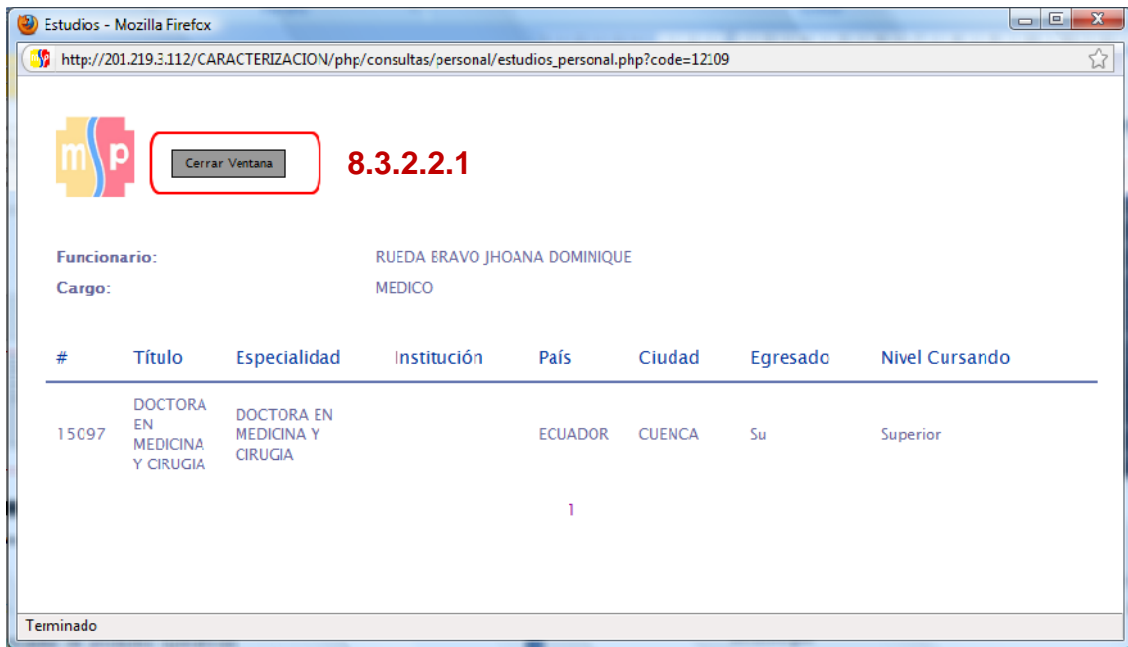 Estudios - Mozilla Firefox
http://201.219.3.112/CARACTERIZACION/php/consultas/personal/estudios_personal.php?code=12109
msp
Cerrar Ventana
8.3.2.2.1
Funcionario: RUEDA BRAVO JHOANA DOMINIQUE
Cargo: MEDICO
# Título Especialidad Institución País Ciudad Egresado Nivel Cursando
DOCTORA
EN
MEDICINA
Y CIRUGIA
15097 DOCTORA EN
MEDICINA Y
CIRUGIA
ECUADOR CUENCA Su Superior
1
Terminado